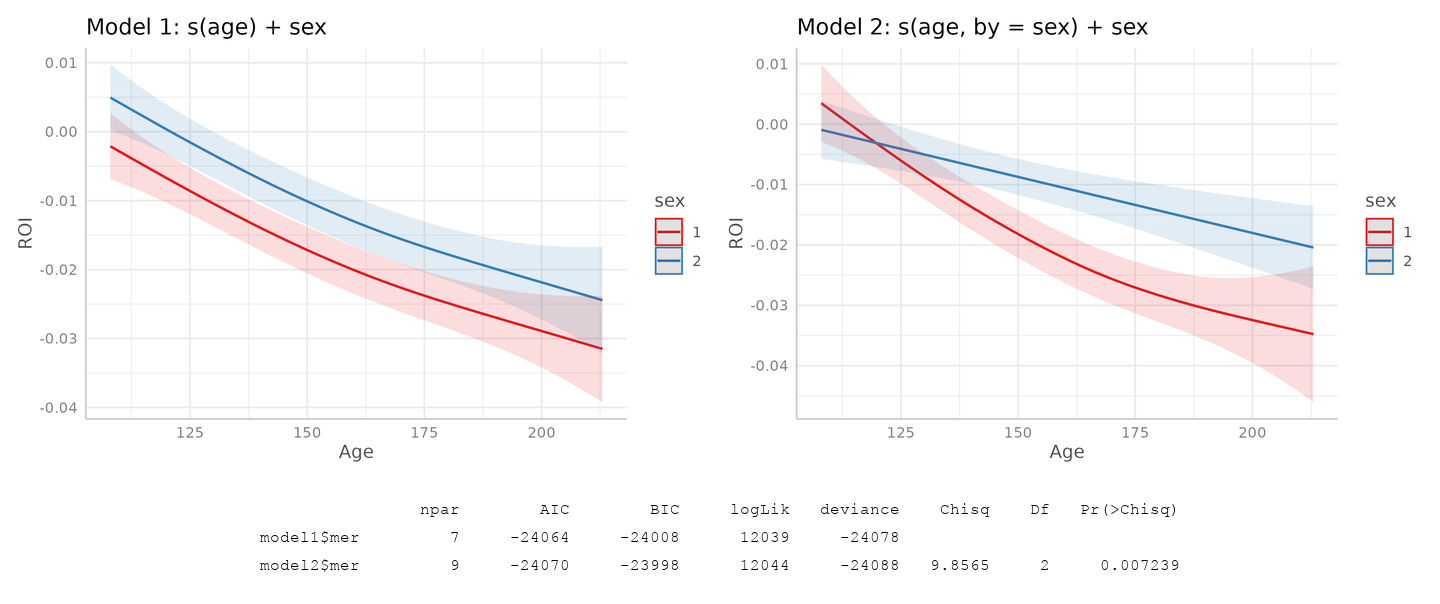 Model 1: s(age) + sex
0.01
0.00
-0.01
-0.02
-0.03
-0.04
ROI
125 150 175 200
Age
sex
1
2
Model 2: s(age, by = sex) + sex
0.01
0.00
-0.01
-0.02
-0.03
-0.04
ROI
125 150 175 200
Age
sex
1
2
npar AIC BIC logLik deviance Chisq Df Pr(>Chisq)
model1$mer 7 -24064 -24008 12039 -24078
model2$mer 9 -24070 -23998 12044 -24088 9.8565 2 0.007239